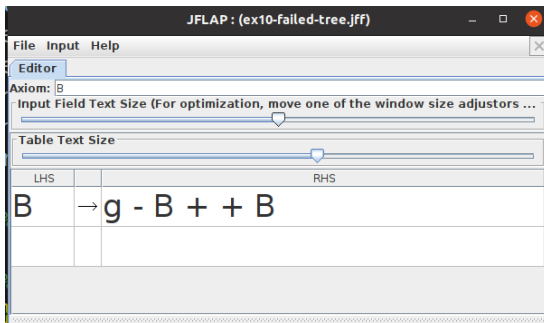 JFLAP : (ex10-failed-tree.jff)
File Input Help
Editor
Axiom: B
Input Field Text Size (For optimization, move one of the window size adjustors ...
Table Text Size
LHS RHS
B → g - B + + B